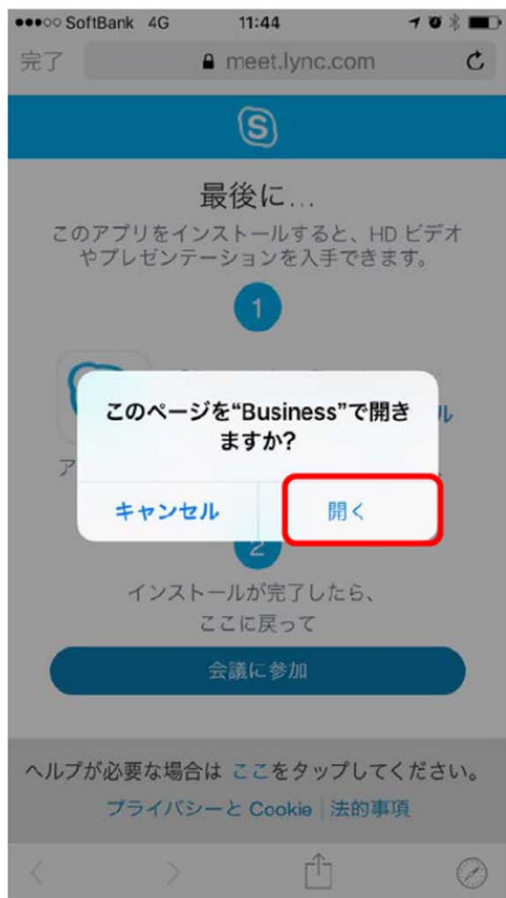 SoftBank 4G 11:44
完了 meet.lync.com
最後に...
このアプリをインストールすると、HD ビデオ
やプレゼンテーションを入手できます。
1
このページを“Business”で開き
ますか?
ル
ア
キャンセル 開く
2
インストールが完了したら、
ここに戻って
会議に参加
ヘルプが必要な場合は ここをタップしてください。
プライバシーと Cookie 法的事項